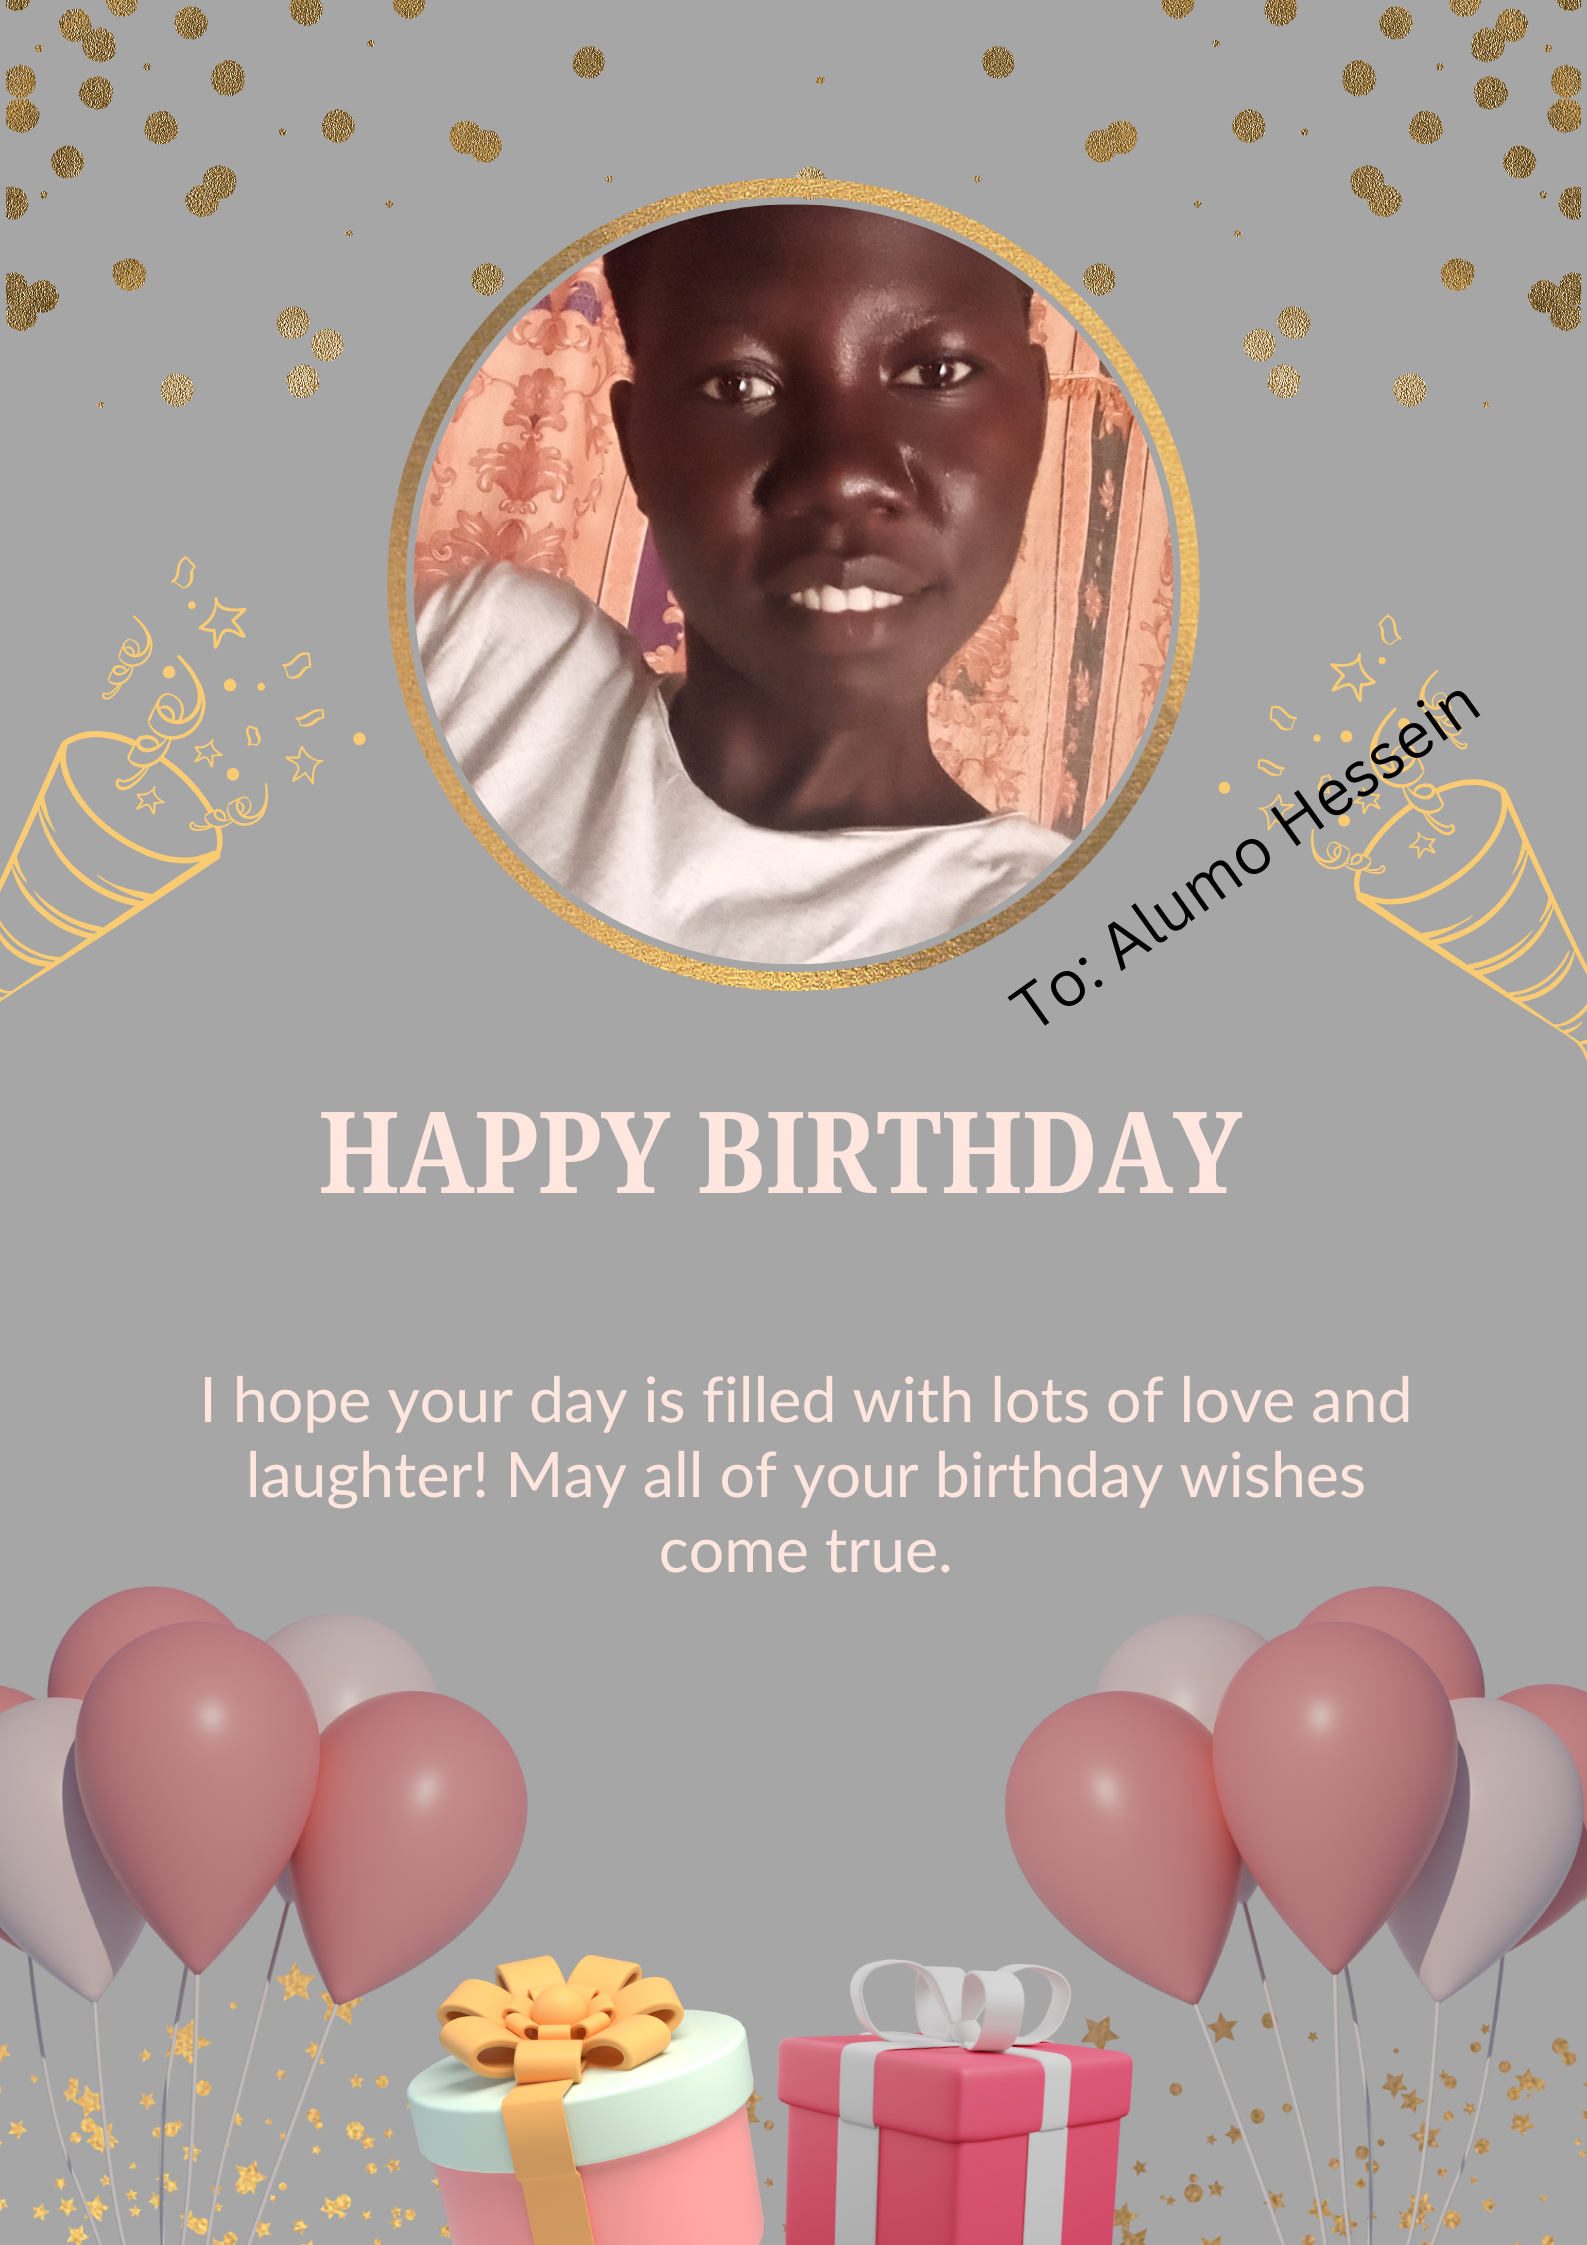 To: Alumo Hessein
HAPPY BIRTHDAY
I hope your day is filled with lots of love and
laughter! May all of your birthday wishes
come true.